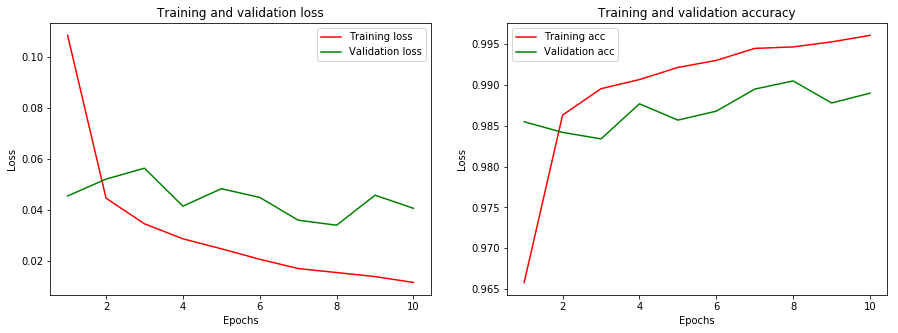 Training and validation loss
Training loss
Validation loss
0.10
0.08
0.06
0.04
0.02
Loss
2
4
6
8
10
Epochs
Training and validation accuracy
Training acc
Validation acc
0.995
0.990
0.985
0.980
0.975
0.970
0.965
Loss
2
4
6
8
10
Epochs